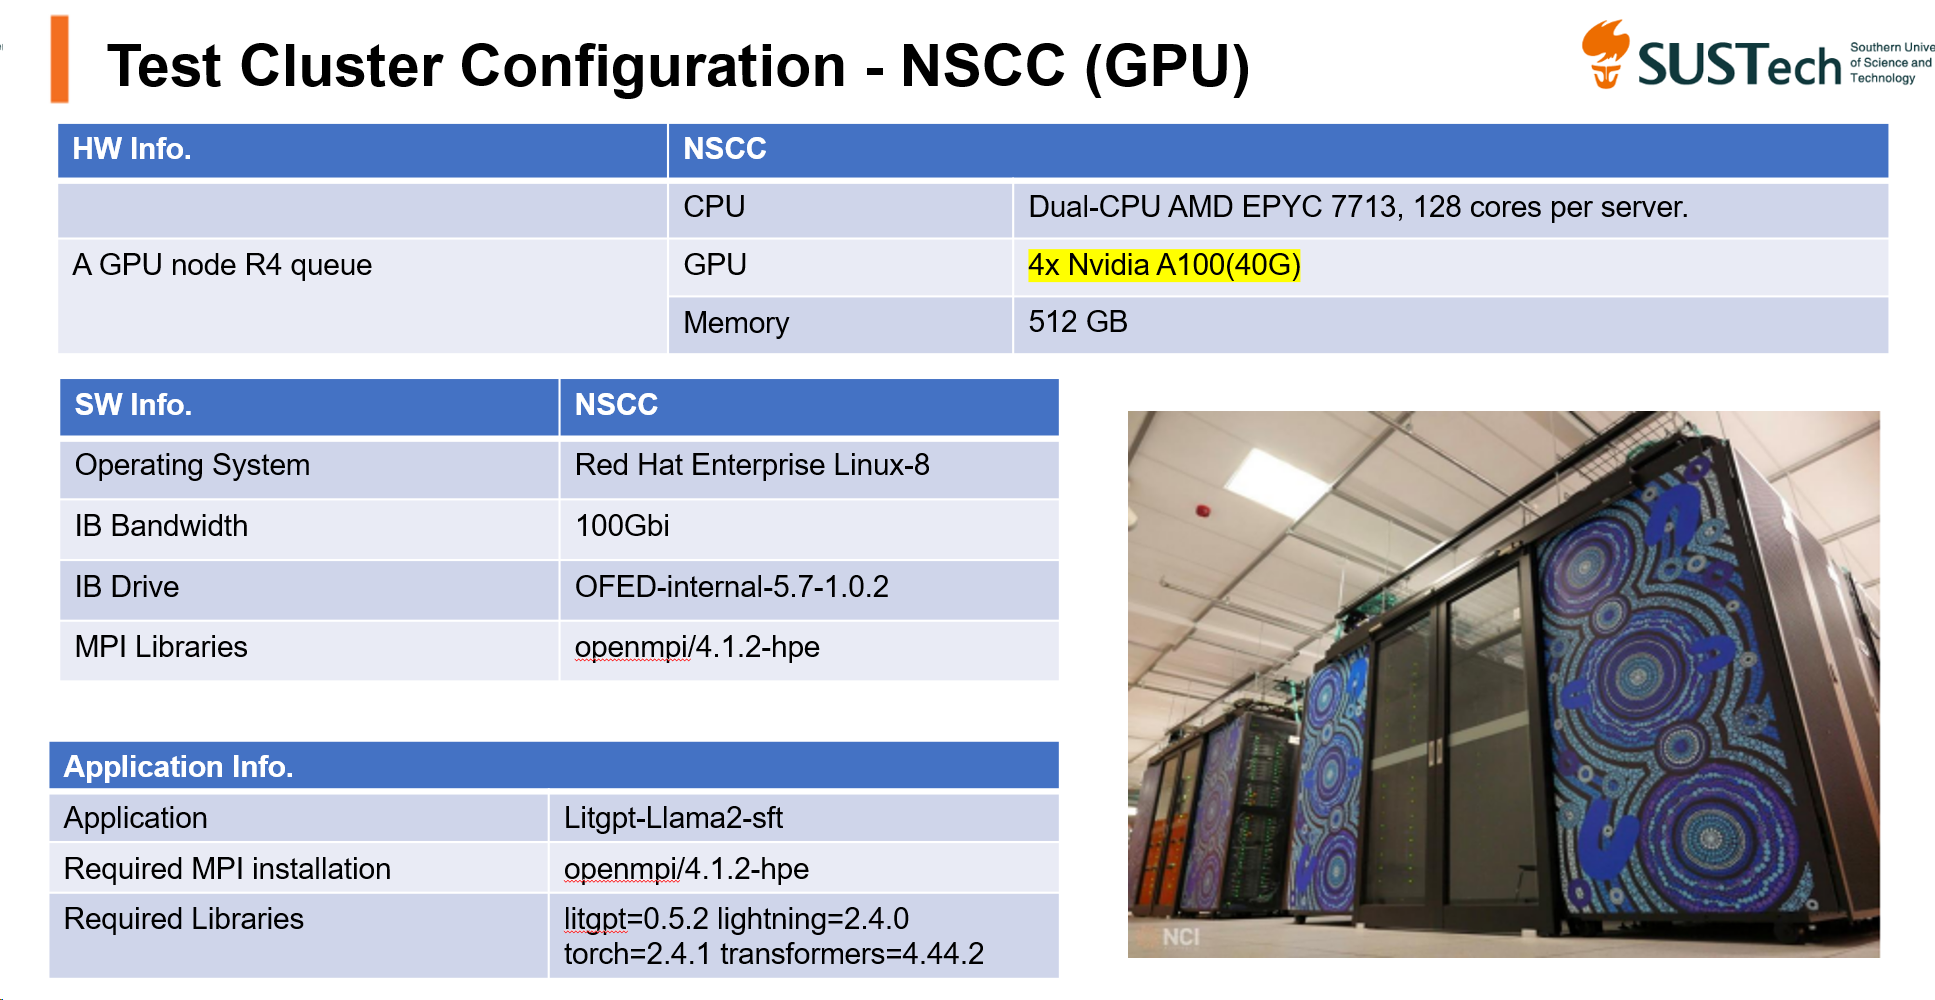 Test Cluster Configuration - NSCC (GPU)
SUSTech
Southern Unive
of Science and
Technology
HW Info. NSCC
CPU Dual-CPU AMD EPYC 7713, 128 cores per server.
A GPU node R4 queue GPU 4x Nvidia A100(40G)
Memory 512 GB
SW Info. NSCC
Operating System Red Hat Enterprise Linux-8
IB Bandwidth 100Gbi
IB Drive OFED-internal-5.7-1.0.2
MPI Libraries openmpi/4.1.2-hpe
Application Info.
Application Litgpt-Llama2-sft
Required MPI installation openmpi/4.1.2-hpe
Required Libraries litgpt=0.5.2 lightning=2.4.0
torch=2.4.1 transformers=4.44.2
NCI